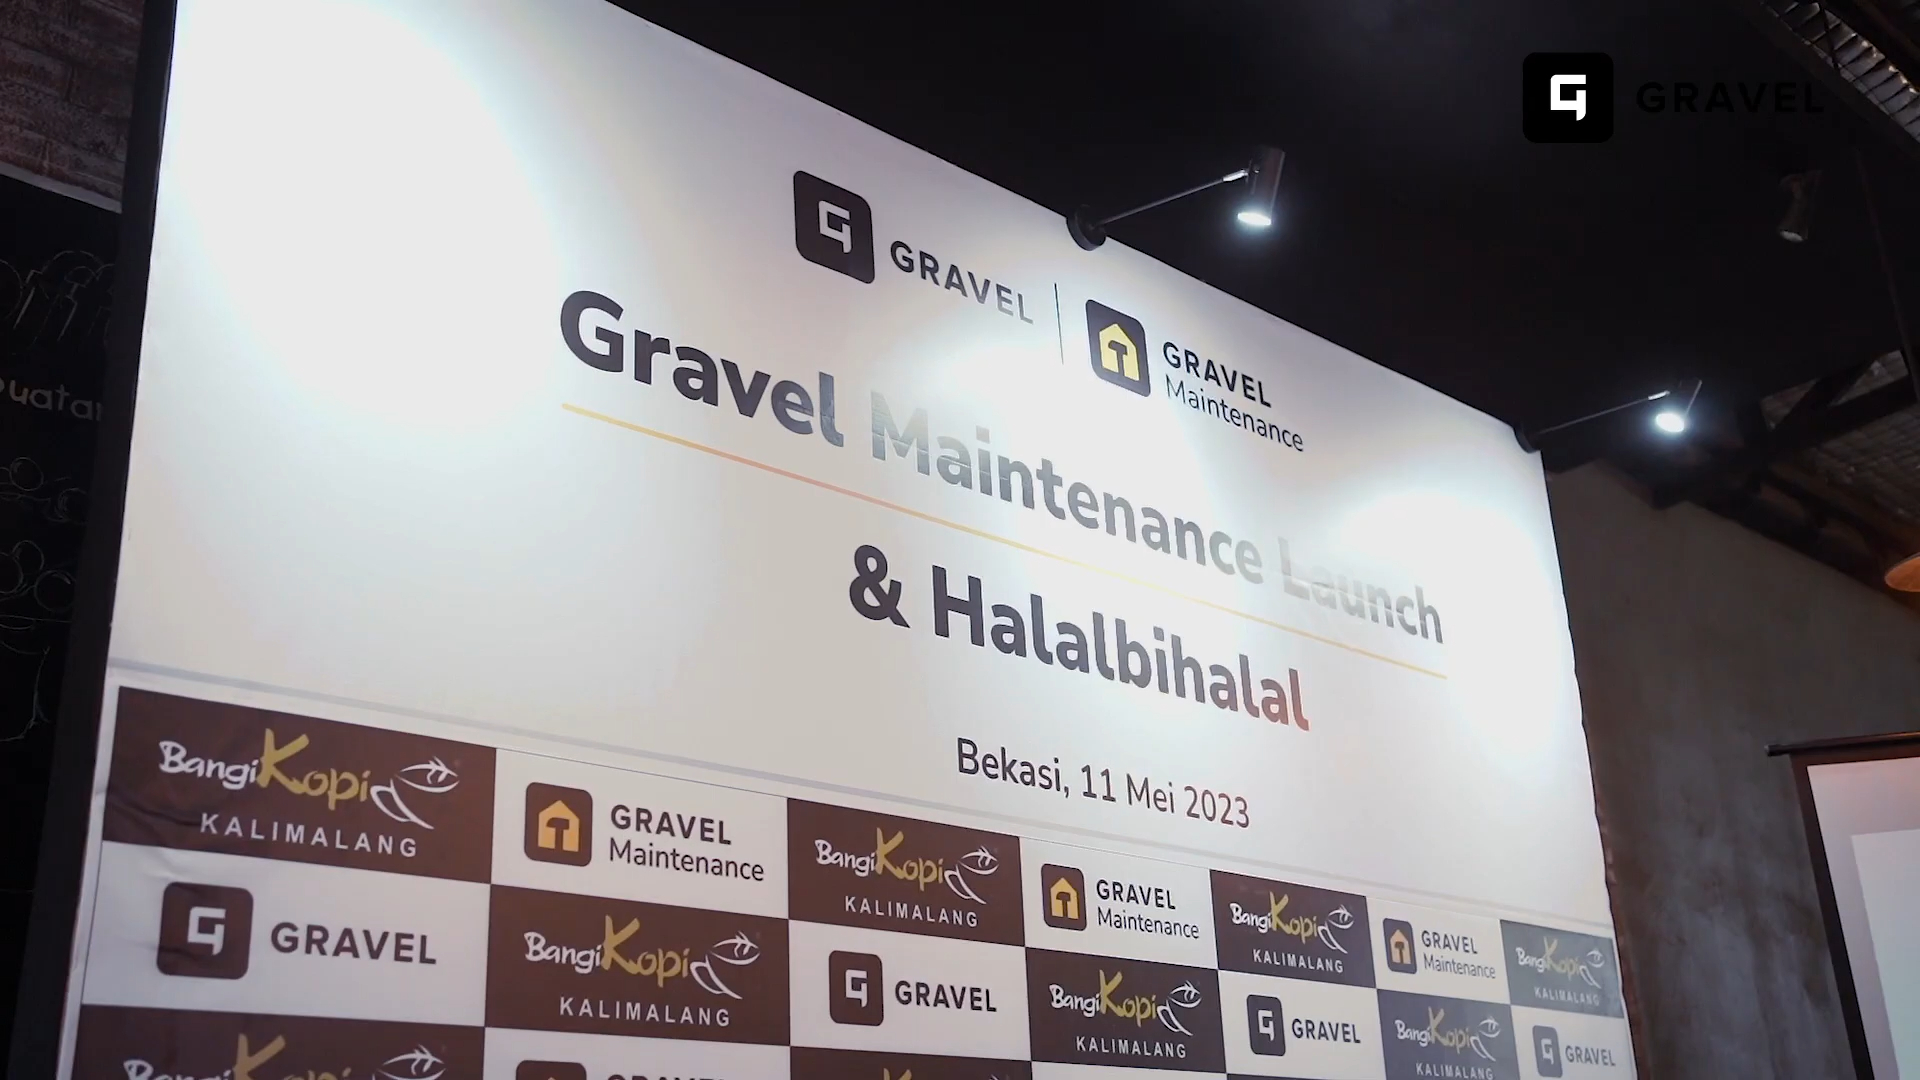 GRAVEL
GRAVEL
GRAVEL
Maintenance
Gravel Maintenance Launch
& Halalbihalal
Bekasi, 11 Mei 2023
BangiKopi
KALIMALANG
GRAVEL
Maintenance
BangiKopi
KALIMALANG
GRAVEL
Maintenance
BangiKopi
KALIMALANG
GRAVEL
Maintenance
BangiKopi
KALIMALANG
GRAVEL
BangiKopi
KALIMALANG
GRAVEL
BangiKopi
KALIMALANG
GRAVEL
BangiKopi
KALIMALANG
GRAVEL